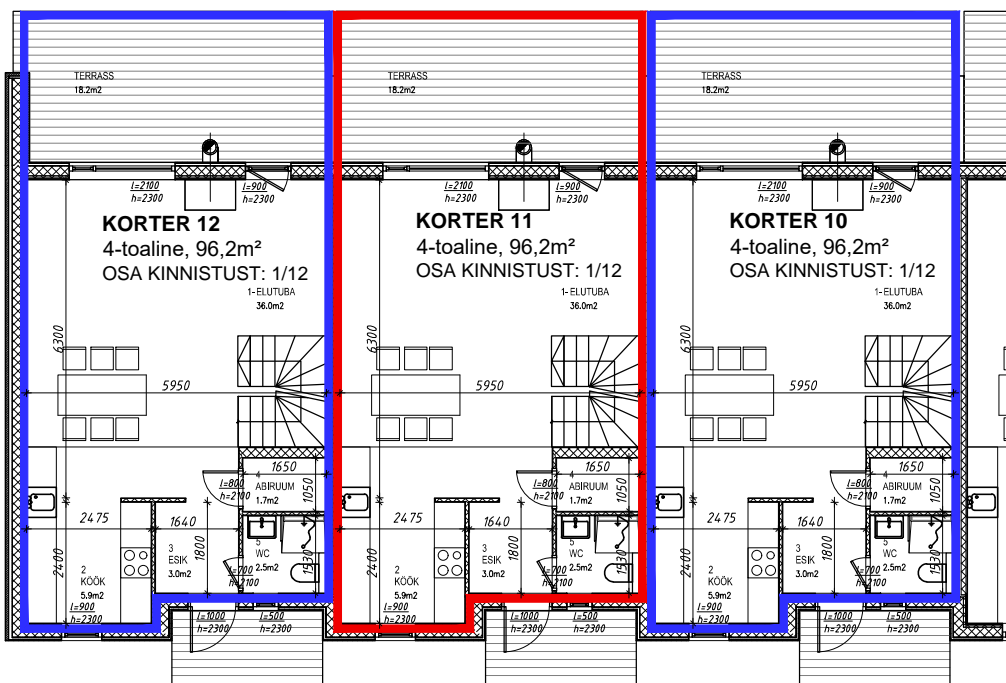 TERRASS
18.2m2
l=2100
h=2300
l=900
h=2300
KORTER 12
4-toaline, 96,2m²
OSA KINNISTUST: 1/12
1-ELUTUBA
36.0m2
6300
5950
1650
l=800
h=2100
4
ABIRUUM
1.7m2
1050
2475
1640
2400
1800
3
ESIK
3.0m2
5
WC
2.5m2
1530
l=700
h=2100
2
KÖÖK
5.9m2
l=900
h=2300
l=1000
h=2300
l=500
h=2300
TERRASS
18.2m2
l=2100
h=2300
l=900
h=2300
KORTER 11
4-toaline, 96,2m²
OSA KINNISTUST: 1/12
1-ELUTUBA
36.0m2
6300
5950
1650
l=800
h=2100
4
ABIRUUM
1.7m2
1050
2475
1640
2400
1800
3
ESIK
3.0m2
5
WC
2.5m2
1530
l=700
h=2100
2
KÖÖK
5.9m2
l=900
h=2300
l=1000
h=2300
l=500
h=2300
TERRASS
18.2m2
l=2100
h=2300
l=900
h=2300
KORTER 10
4-toaline, 96,2m²
OSA KINNISTUST: 1/12
1-ELUTUBA
36.0m2
6300
5950
1650
l=800
h=2100
4
ABIRUUM
1.7m2
1050
2475
1640
2400
1800
3
ESIK
3.0m2
5
WC
2.5m2
1530
l=700
h=2100
2
KÖÖK
5.9m2
l=900
h=2300
l=1000
h=2300
l=500
h=2300